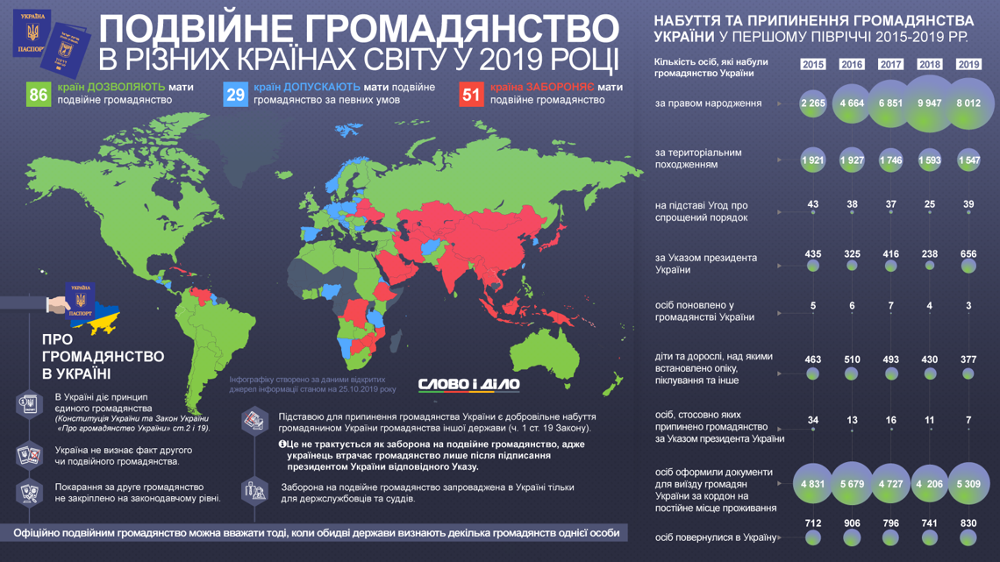 УКРАЇНА
ПАСПОРТ
ПОДВІЙНЕ ГРОМАДЯНСТВО
В РІЗНИХ КРАЇНАХ СВІТУ У 2019 РОЦІ
86 країн ДОЗВОЛЯЮТЬ мати
подвійне громадянство
29 країн ДОПУСКАЮТЬ мати подвійне
громадянство за певних умов
51 країна ЗАБОРОНЯЄ мати
подвійне громадянство
УКРАЇНА
ПАСПОРТ
ПРО
ГРОМАДЯНСТВО
В УКРАЇНІ
Інфографіку створено за даними відкритих
джерел інформації станом на 25.10.2019 року
СЛОВО і ДІЛО
В Україні діє принцип
єдиного громадянства
(Конституція України та Закон України
«Про громадянство України» ст.2 і 19).
Україна не визнає факт другого
чи подвійного громадянства.
Покарання за друге громадянство
не закріплено на законодавчому рівні.
Підставою для припинення громадянства України є добровільне набуття
громадянином України громадянства іншої держави (ч. 1 ст. 19 Закону).
Це не трактується як заборона на подвійне громадянство, адже
українець втрачає громадянство лише після підписання
президентом України відповідного Указу.
Заборона на подвійне громадянство запроваджена в Україні тільки
для держслужбовців та суддів.
Офіційно подвійним громадянство можна вважати тоді, коли обидві держави визнають декілька громадянств однієї особи
НАБУТТЯ ТА ПРИПИНЕННЯ ГРОМАДЯНСТВА
УКРАЇНИ У ПЕРШОМУ ПІВРІЧЧІ 2015-2019 РР.
Кількість осіб, які набули
громадянство України
2015 2016 2017 2018 2019
за правом народження
2 265 4 664 6 851 9 947 8 012
за територіальним
походженням
1 921 1 927 1 746 1 593 1 547
на підставі Угод про
спрощений порядок
43 38 37 25 39
за Указом президента
України
435 325 416 238 656
осіб поновлено у
громадянстві України
5 6 7 4 3
діти та дорослі, над якими
встановлено опіку,
піклування та інше
463 510 493 430 377
осіб, стосовно яких
припинено громадянство
за Указом президента України
34 13 16 11 7
осіб оформили документи
для виїзду громадян
України за кордон на
постійне місце проживання
4 831 5 679 4 727 4 206 5 309
осіб повернулися в Україну
712 906 796 741 830